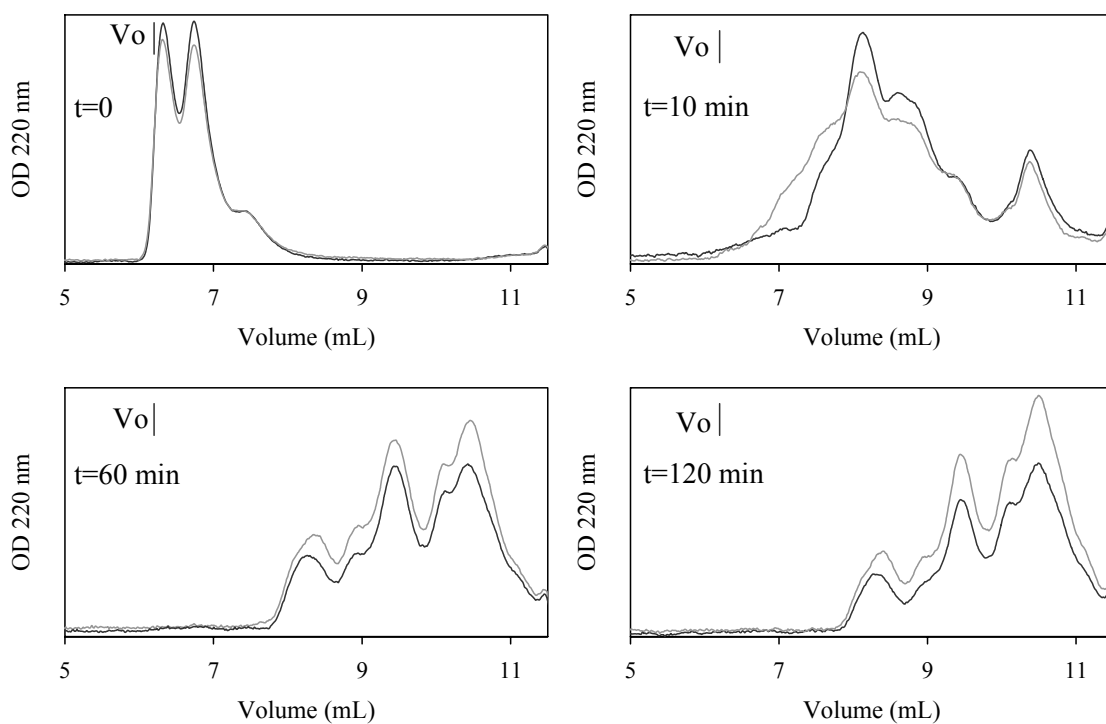 Vo
t=0
OD 220 nm
5 7 9 11
Volume (mL)
Vo
t=10 min
OD 220 nm
5 7 9 11
Volume (mL)
Vo
t=60 min
OD 220 nm
5 7 9 11
Volume (mL)
Vo
t=120 min
OD 220 nm
5 7 9 11
Volume (mL)